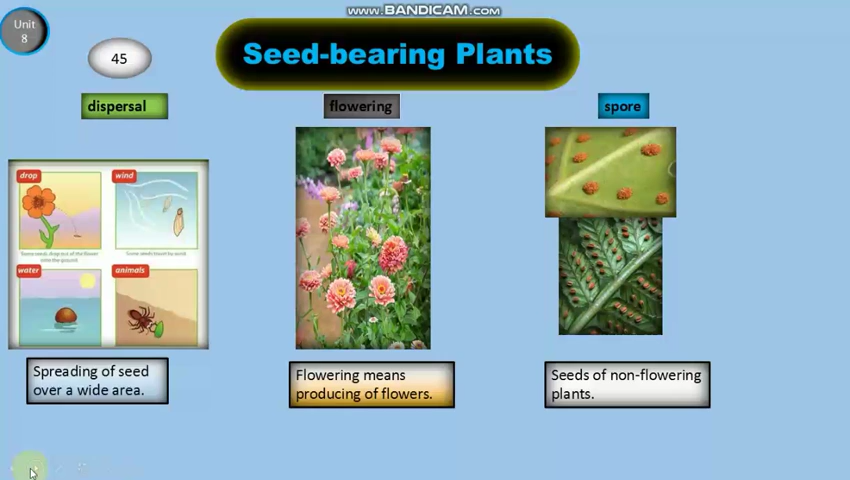 www.BANDICAM.com
Unit
8
45
Seed-bearing Plants
dispersal
flowering
spore
drop
wind
water
animals
Spreading of seed
over a wide area.
Flowering means
producing of flowers.
Seeds of non-flowering
plants.